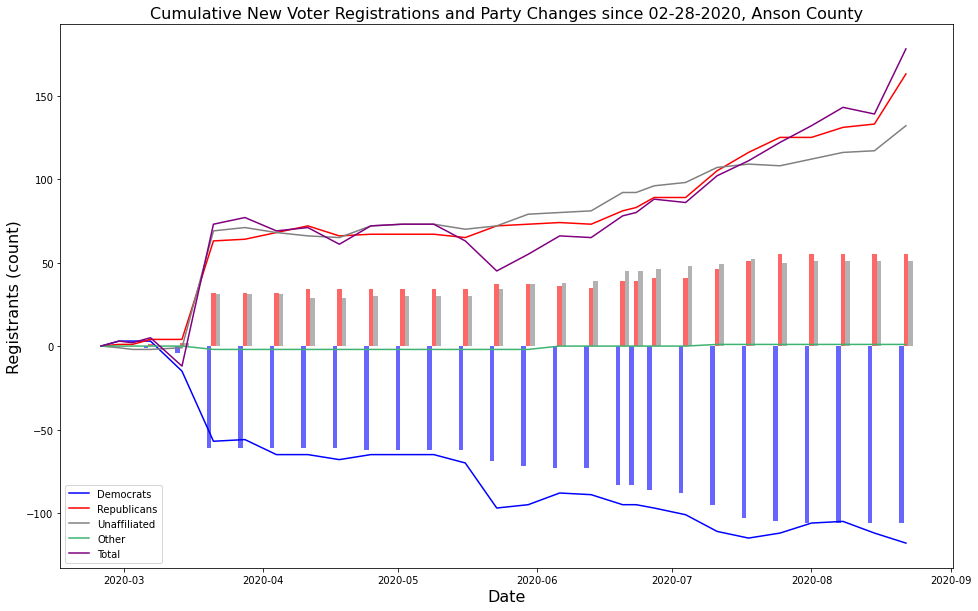 Cumulative New Voter Registrations and Party Changes since 02-28-2020, Anson County
Registrants (count)
150
100
50
0
−50
−100
Democrats
Republicans
Unaffiliated
Other
Total
2020-03
2020-04
2020-05
2020-06
2020-07
2020-08
2020-09
Date